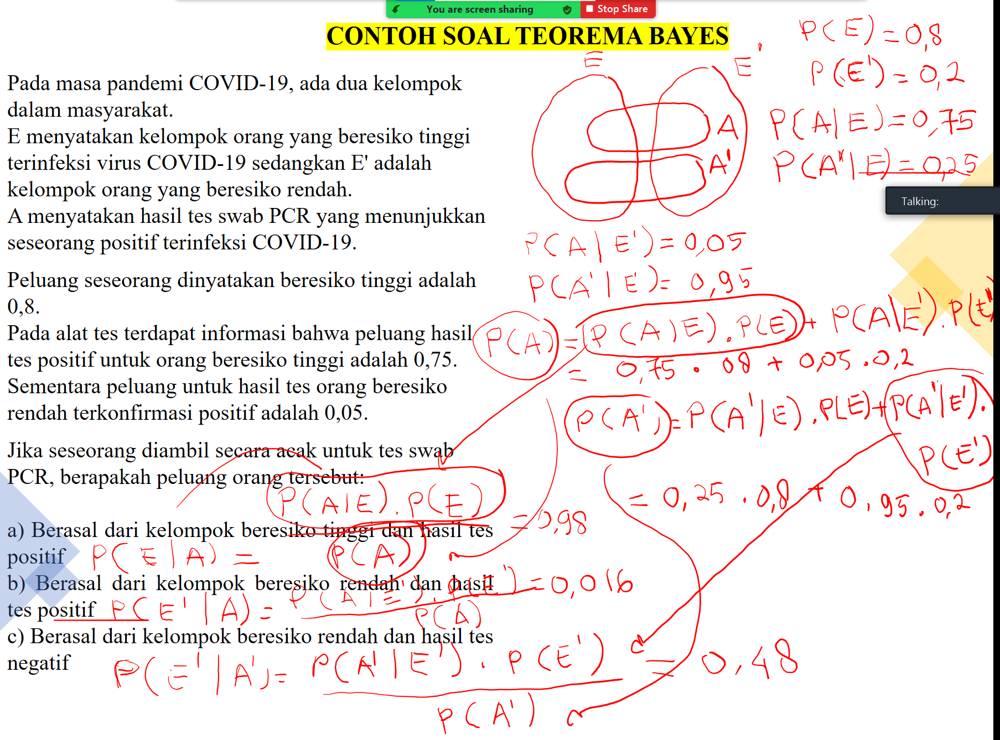 You are screen sharing
Stop Share
CONTOH SOAL TEOREMA BAYES
Pada masa pandemi COVID-19, ada dua kelompok
dalam masyarakat.
E menyatakan kelompok orang yang beresiko tinggi
terinfeksi virus COVID-19 sedangkan E' adalah
kelompok orang yang beresiko rendah.
A menyatakan hasil tes swab PCR yang menunjukkan
seseorang positif terinfeksi COVID-19.
Peluang seseorang dinyatakan beresiko tinggi adalah
0,8.
Pada alat tes terdapat informasi bahwa peluang hasil
tes positif untuk orang beresiko tinggi adalah 0,75.
Sementara peluang untuk hasil tes orang beresiko
rendah terkonfirmasi positif adalah 0,05.
Jika seseorang diambil secara acak untuk tes swab
PCR, berapakah peluang orang tersebut:
P(A|E).P(E)
a) Berasal dari kelompok beresiko tinggi dan hasil tes
= 0,98
positif
P(E|A) = P(A)
b) Berasal dari kelompok beresiko rendah dan hasil
P(A|E').P(E') = 0,016
tes positif
P(E'|A) = P(A)
c) Berasal dari kelompok beresiko rendah dan hasil tes
negatif
P(E'|A') = P(A'|E') . P(E') = 0,48
P(A')
E
E'
A
A'
P(E) = 0,8
P(E') = 0,2
P(A|E) = 0,75
P(A'|E) = 0,25
Talking:
P(A|E') = 0,05
P(A'|E') = 0,95
P(A) = P(A|E).P(E) + P(A|E').P(E')
= 0,75 . 08 + 0,05 . 0,2
P(A') = P(A'|E).P(E) + P(A'|E').
P(E')
= 0,25 . 0,8 + 0,95 . 0,2